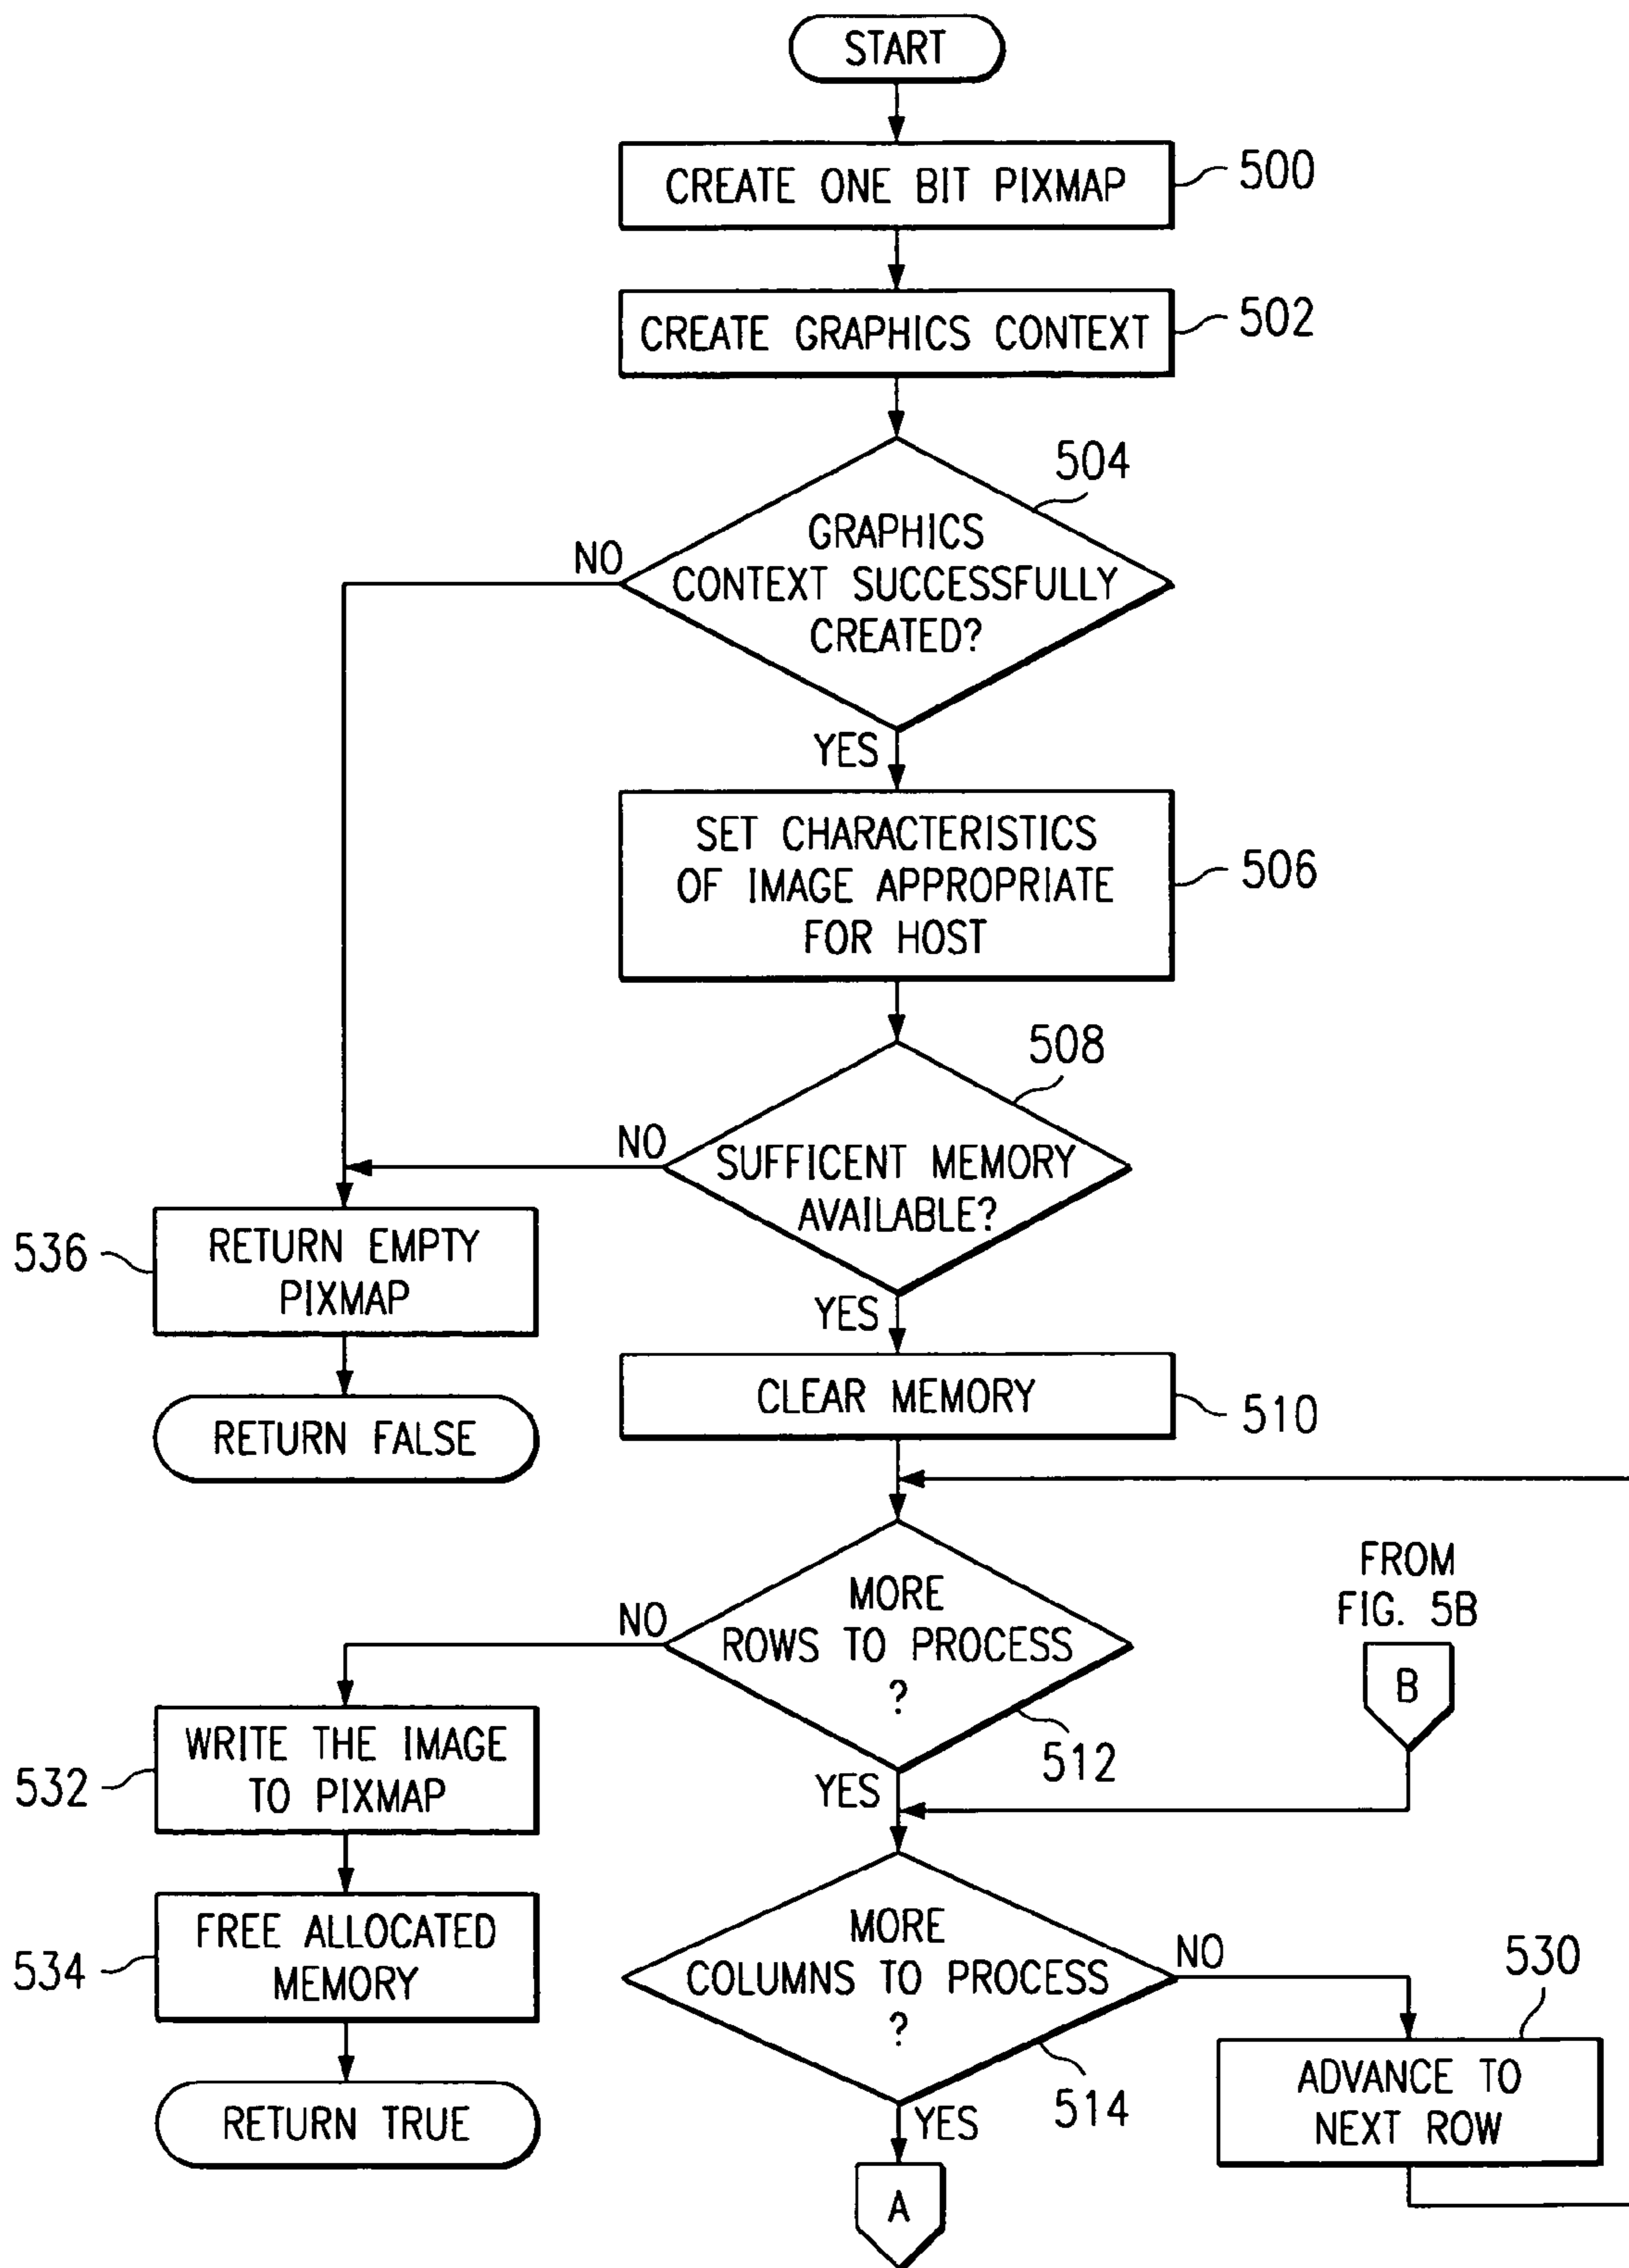 START
CREATE ONE BIT PIXMAP
500
CREATE GRAPHICS CONTEXT
502
504
GRAPHICS
CONTEXT SUCCESSFULLY
CREATED?
NO
YES
SET CHARACTERISTICS
OF IMAGE APPROPRIATE
FOR HOST
506
508
SUFFICENT MEMORY
AVAILABLE?
NO
YES
536
RETURN EMPTY
PIXMAP
RETURN FALSE
CLEAR MEMORY
510
MORE
ROWS TO PROCESS
?
NO
512
YES
FROM
FIG. 5B
B
532
WRITE THE IMAGE
TO PIXMAP
534
FREE ALLOCATED
MEMORY
RETURN TRUE
MORE
COLUMNS TO PROCESS
?
NO
514
YES
530
ADVANCE TO
NEXT ROW
A